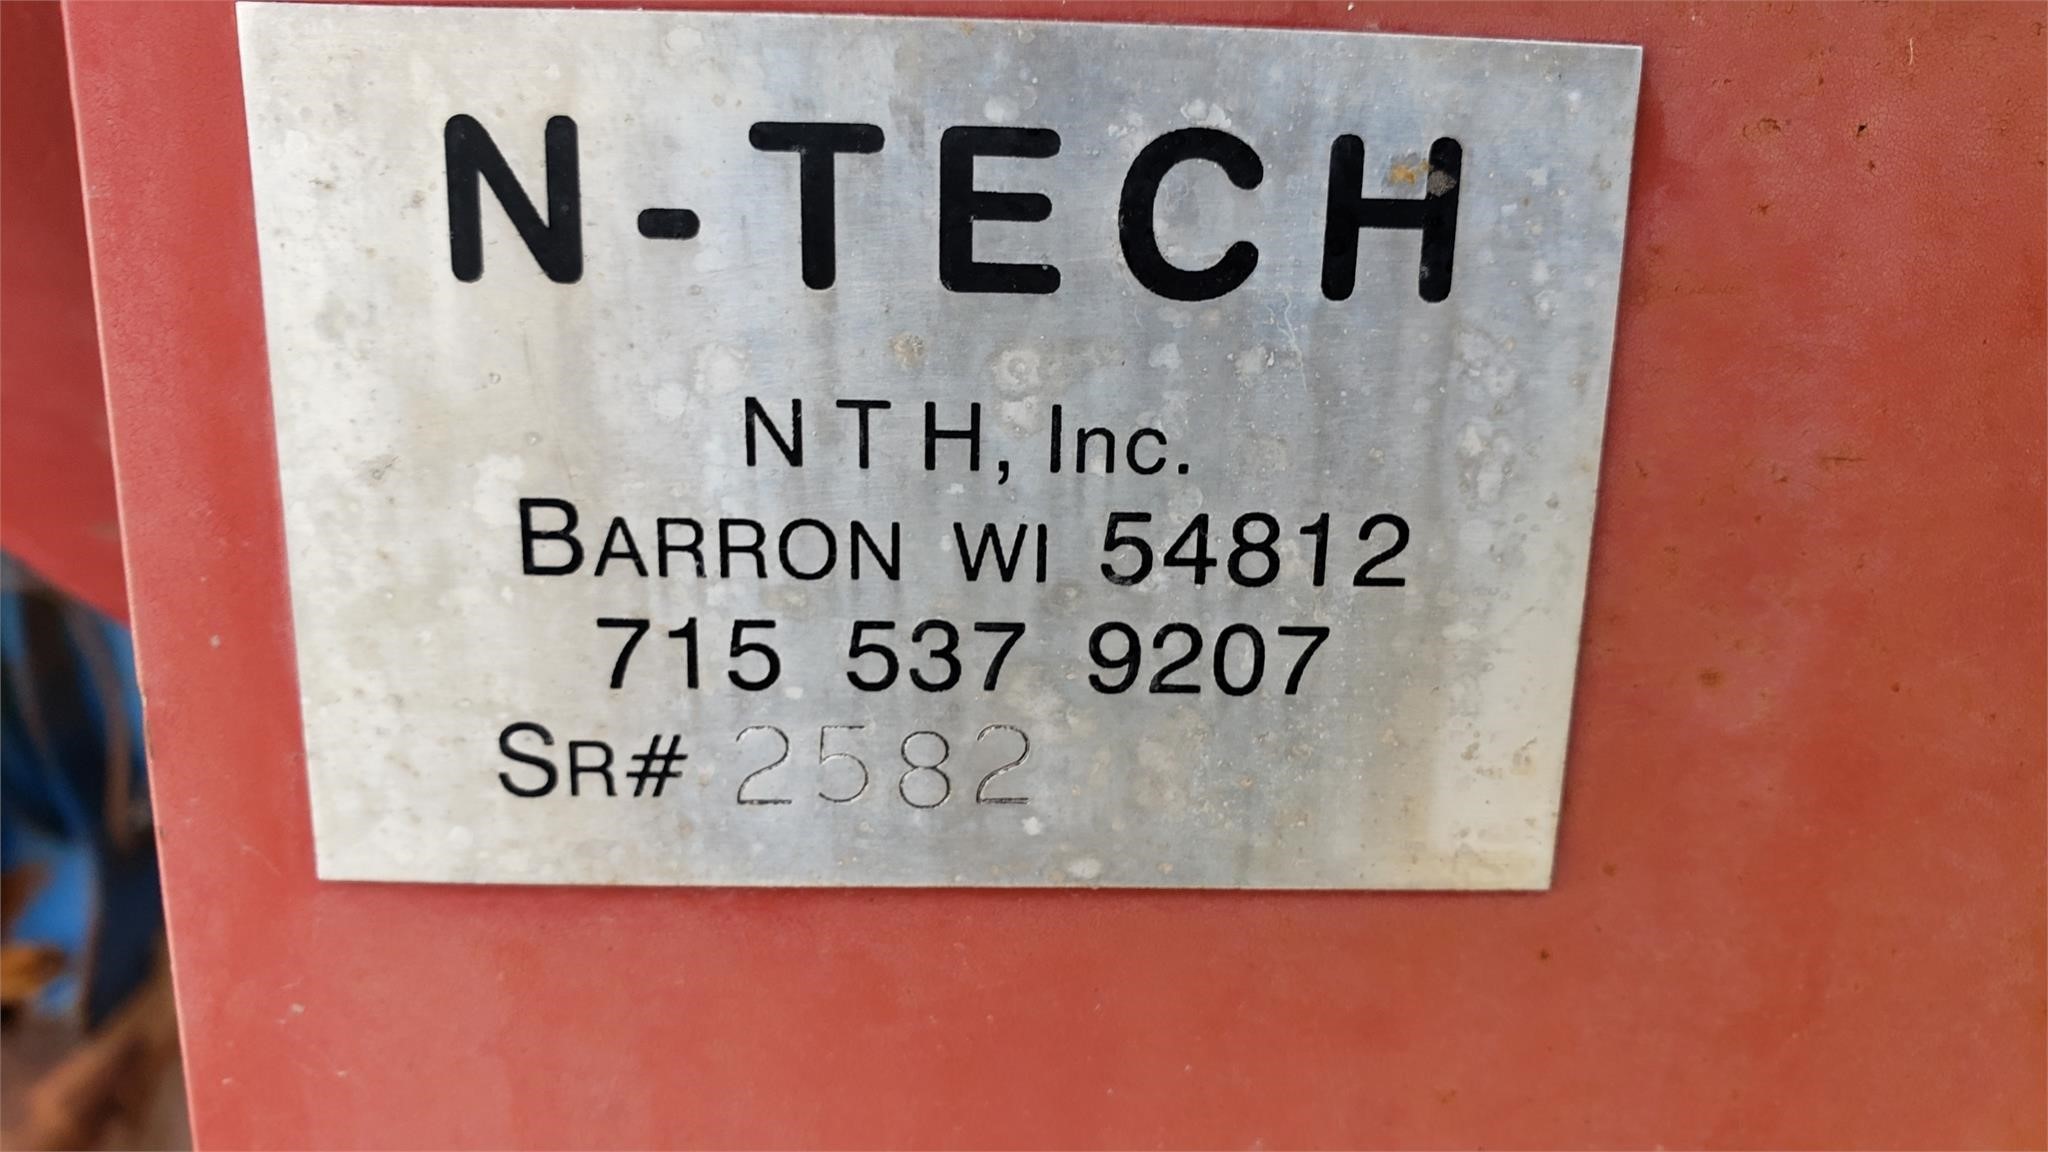 N-TECH
N T H, Inc.
BARRON WI 54812
715 537 9207
SR# 2582